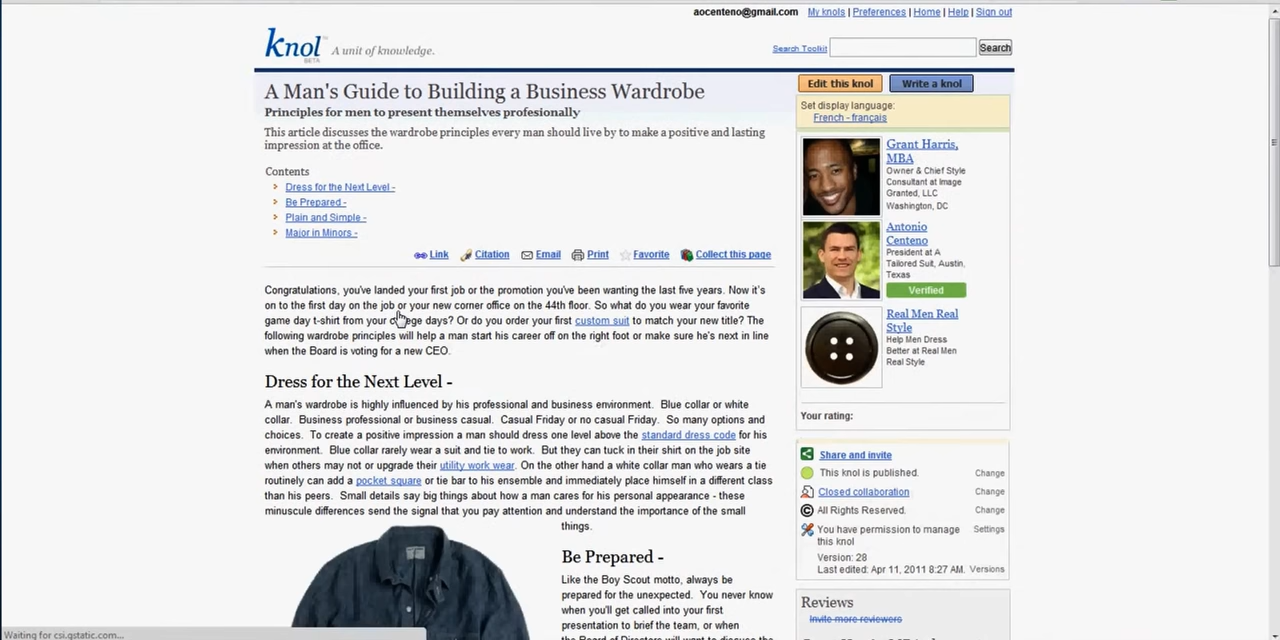 aocenteno@gmail.com My knols | Preferences | Home | Help | Sign out
knol BETA A unit of knowledge.
Search Toolkit Search
A Man's Guide to Building a Business Wardrobe
Principles for men to present themselves profesionally
This article discusses the wardrobe principles every man should live by to make a positive and lasting
impression at the office.
Contents
Dress for the Next Level -
Be Prepared -
Plain and Simple -
Major in Minors -
Link Citation Email Print Favorite Collect this page
Congratulations, you've landed your first job or the promotion you've been wanting the last five years. Now it's
on to the first day on the job or your new corner office on the 44th floor. So what do you wear your favorite
game day t-shirt from your college days? Or do you order your first custom suit to match your new title? The
following wardrobe principles will help a man start his career off on the right foot or make sure he's next in line
when the Board is voting for a new CEO.
Dress for the Next Level -
A man's wardrobe is highly influenced by his professional and business environment. Blue collar or white
collar. Business professional or business casual. Casual Friday or no casual Friday. So many options and
choices. To create a positive impression a man should dress one level above the standard dress code for his
environment. Blue collar rarely wear a suit and tie to work. But they can tuck in their shirt on the job site
when others may not or upgrade their utility work wear. On the other hand a white collar man who wears a tie
routinely can add a pocket square or tie bar to his ensemble and immediately place himself in a different class
than his peers. Small details say big things about how a man cares for his personal appearance - these
minuscule differences send the signal that you pay attention and understand the importance of the small
things.
Be Prepared -
Like the Boy Scout motto, always be
prepared for the unexpected. You never know
when you'll get called into your first
presentation to brief the team, or when
the Board of Directors will want to discuss the
Edit this knol Write a knol
Set display language:
French - français
Grant Harris,
MBA
Owner & Chief Style
Consultant at Image
Granted, LLC
Washington, DC
Antonio
Centeno
President at A
Tailored Suit, Austin,
Texas
Verified
Real Men Real
Style
Help Men Dress
Better at Real Men
Real Style
Your rating:
Share and invite
This knol is published. Change
Closed collaboration Change
All Rights Reserved. Change
You have permission to manage Settings
this knol
Version: 28
Last edited: Apr 11, 2011 8:27 AM. Versions
Reviews
Invite more reviewers
Waiting for csi.gstatic.com...